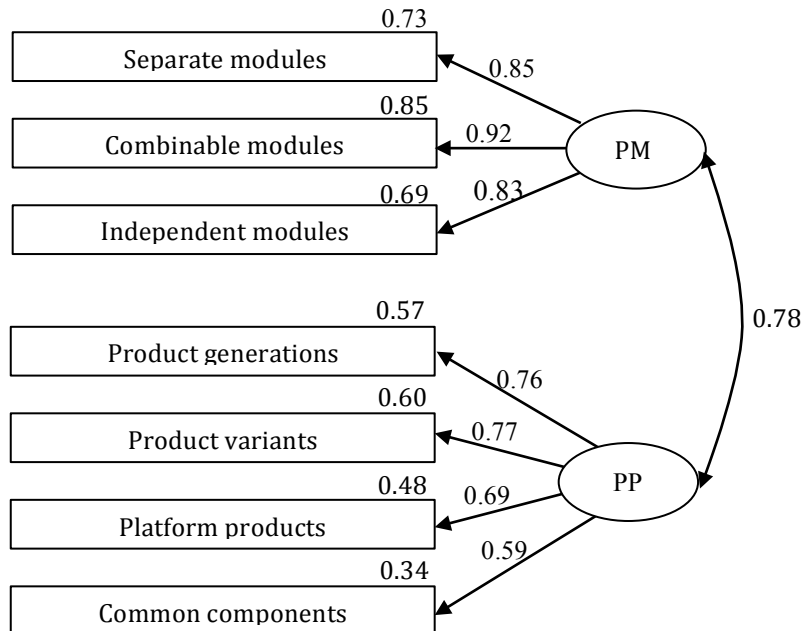 0.73
Separate modules
0.85
0.85
Combinable modules
0.92
PM
0.69
Independent modules
0.83
0.78
0.57
Product generations
0.76
0.60
Product variants
0.77
PP
0.48
Platform products
0.69
0.34
Common components
0.59